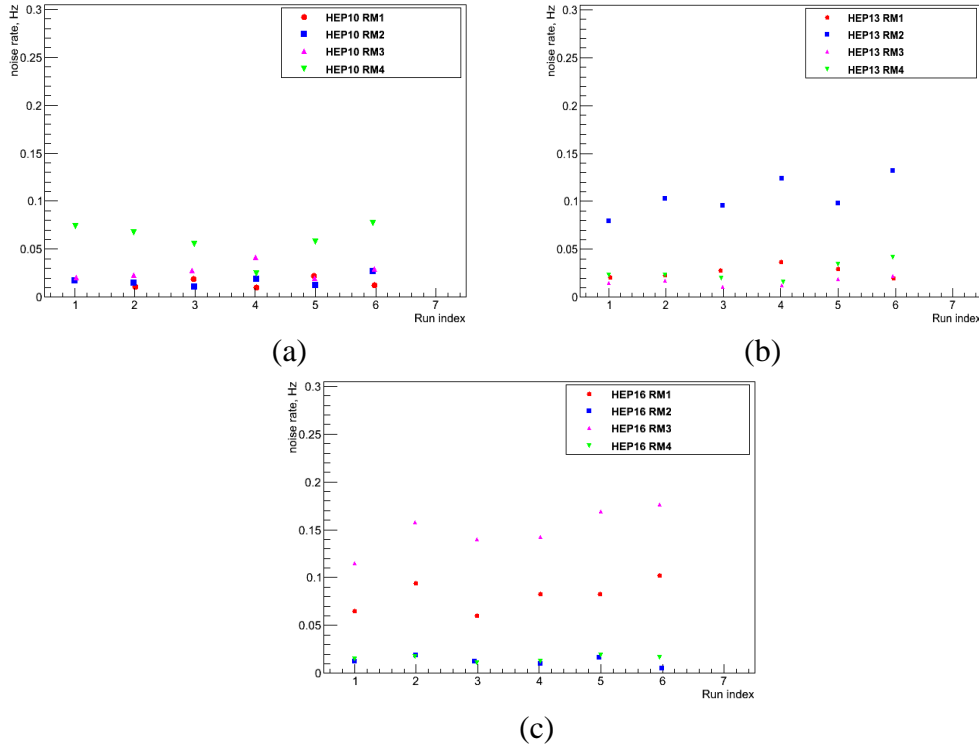 noise rate, Hz
0.3
0.25
0.2
0.15
0.1
0.05
0
HEP10 RM1
HEP10 RM2
HEP10 RM3
HEP10 RM4
1 2 3 4 5 6 7
Run index
(a)
noise rate, Hz
0.3
0.25
0.2
0.15
0.1
0.05
0
HEP13 RM1
HEP13 RM2
HEP13 RM3
HEP13 RM4
1 2 3 4 5 6 7
Run index
(b)
noise rate, Hz
0.3
0.25
0.2
0.15
0.1
0.05
0
HEP16 RM1
HEP16 RM2
HEP16 RM3
HEP16 RM4
1 2 3 4 5 6 7
Run index
(c)